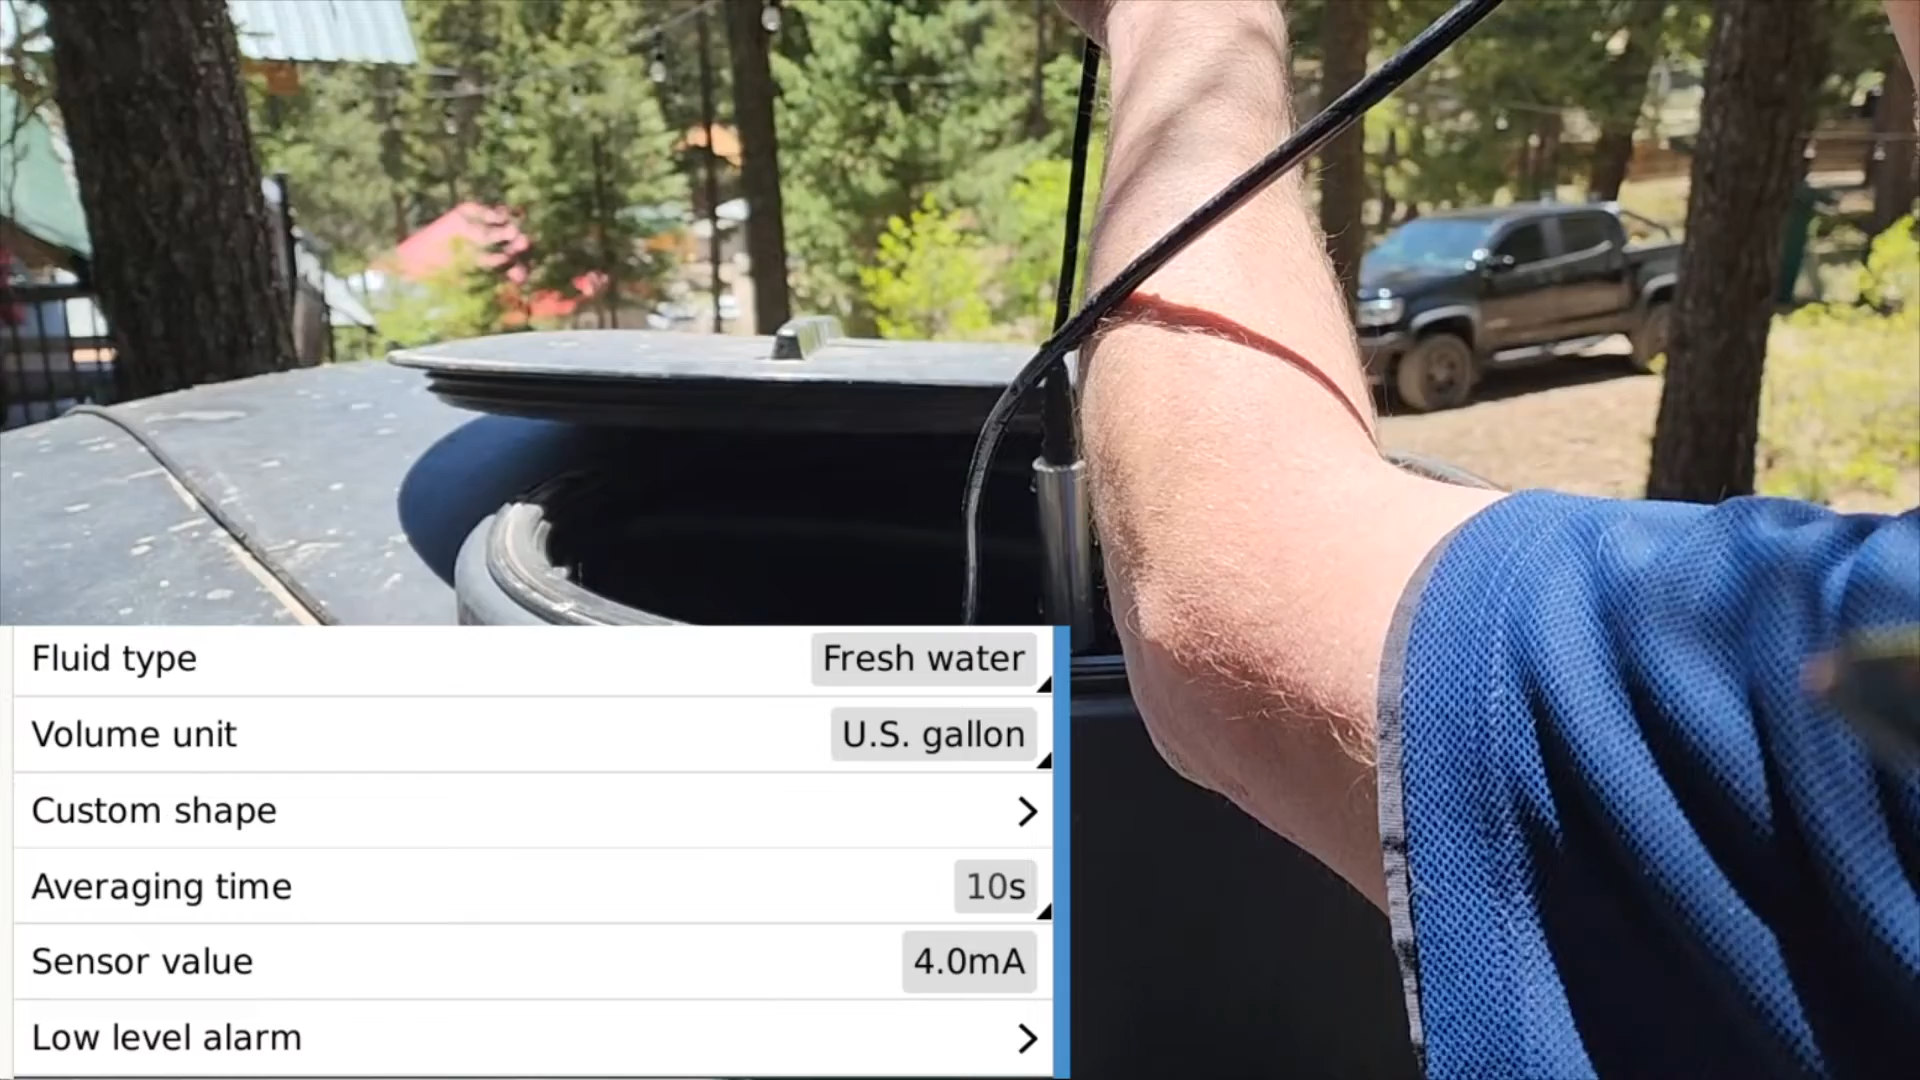 Fluid type
Fresh water
Volume unit
U.S. gallon
Custom shape
Averaging time
10s
Sensor value
4.0mA
Low level alarm